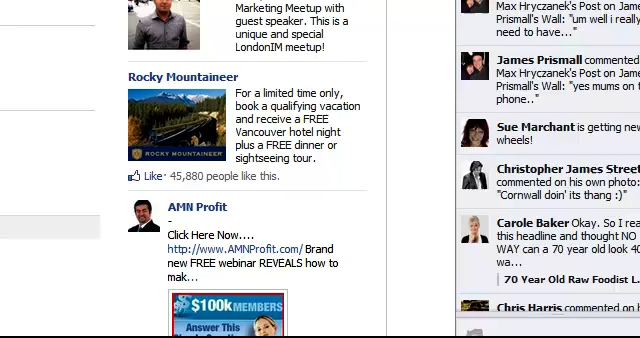 Marketing Meetup with
guest speaker. This is a
unique and special
LondonIM meetup!
Rocky Mountaineer
For a limited time only,
book a qualifying vacation
and receive a FREE
Vancouver hotel night
plus a FREE dinner or
sightseeing tour.
ROCKY MOUNTAINEER
Like · 45,880 people like this.
AMN Profit
-
Click Here Now....
http://www.AMNProfit.com/ Brand
new FREE webinar REVEALS how to
mak...
$100k MEMBERS
Answer This
Max Hryczanek's Post on James
Prismall's Wall: "um well i really
need to have..."
James Prismall commented
Max Hryczanek's Post on Jam
Prismall's Wall: "yes mums on t
phone.."
Sue Marchant is getting new
wheels!
Christopher James Street
commented on his own photo:
"Cornwall doin' its thang :)"
Carole Baker Okay. So I rea
this headline and thought NO
WAY can a 70 year old look 40
wa...
70 Year Old Raw Foodist L..
Chris Harris commented on h